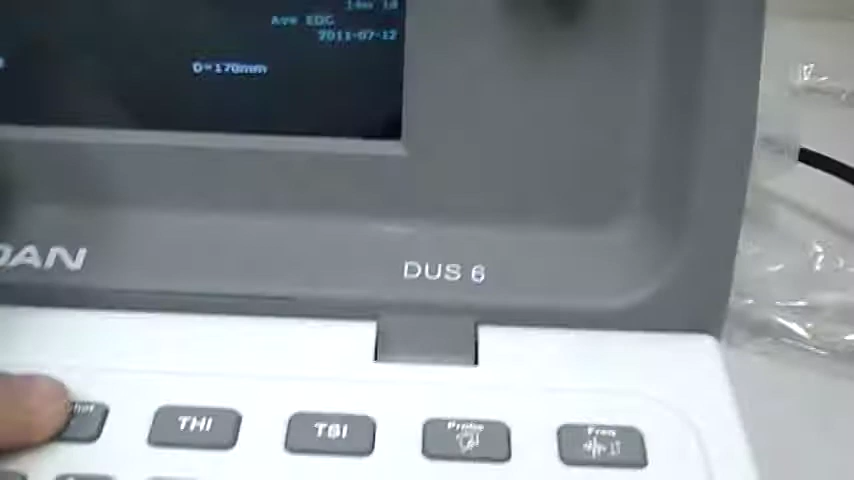 Ave EDC
2011-07-12
D=170mm
DAN
DUS 6
THI
TSI
Probe
Freq